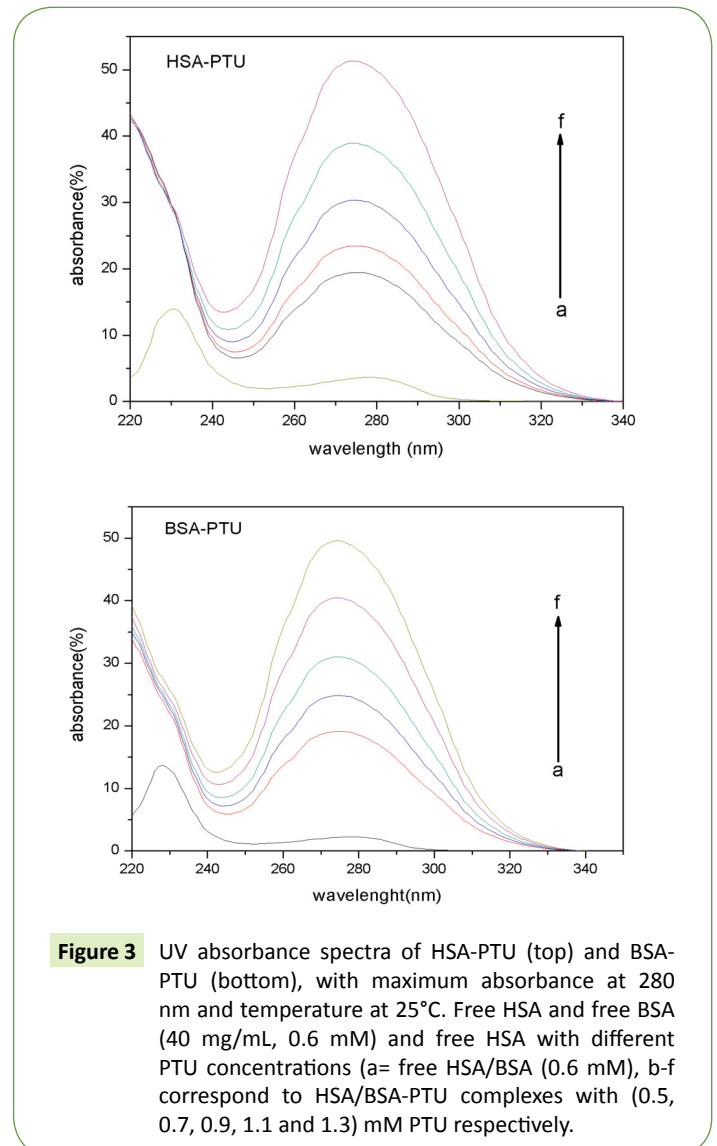 HSA-PTU
50
40
30
20
10
0
absorbance(%)
f
a
220 240 260 280 300 320 340
wavelength (nm)
BSA-PTU
50
40
30
20
10
0
absorbance(%)
f
a
220 240 260 280 300 320 340
wavelenght(nm)
Figure 3 UV absorbance spectra of HSA-PTU (top) and BSA-
PTU (bottom), with maximum absorbance at 280
nm and temperature at 25°C. Free HSA and free BSA
(40 mg/mL, 0.6 mM) and free HSA with different
PTU concentrations (a= free HSA/BSA (0.6 mM), b-f
correspond to HSA/BSA-PTU complexes with (0.5,
0.7, 0.9, 1.1 and 1.3) mM PTU respectively.